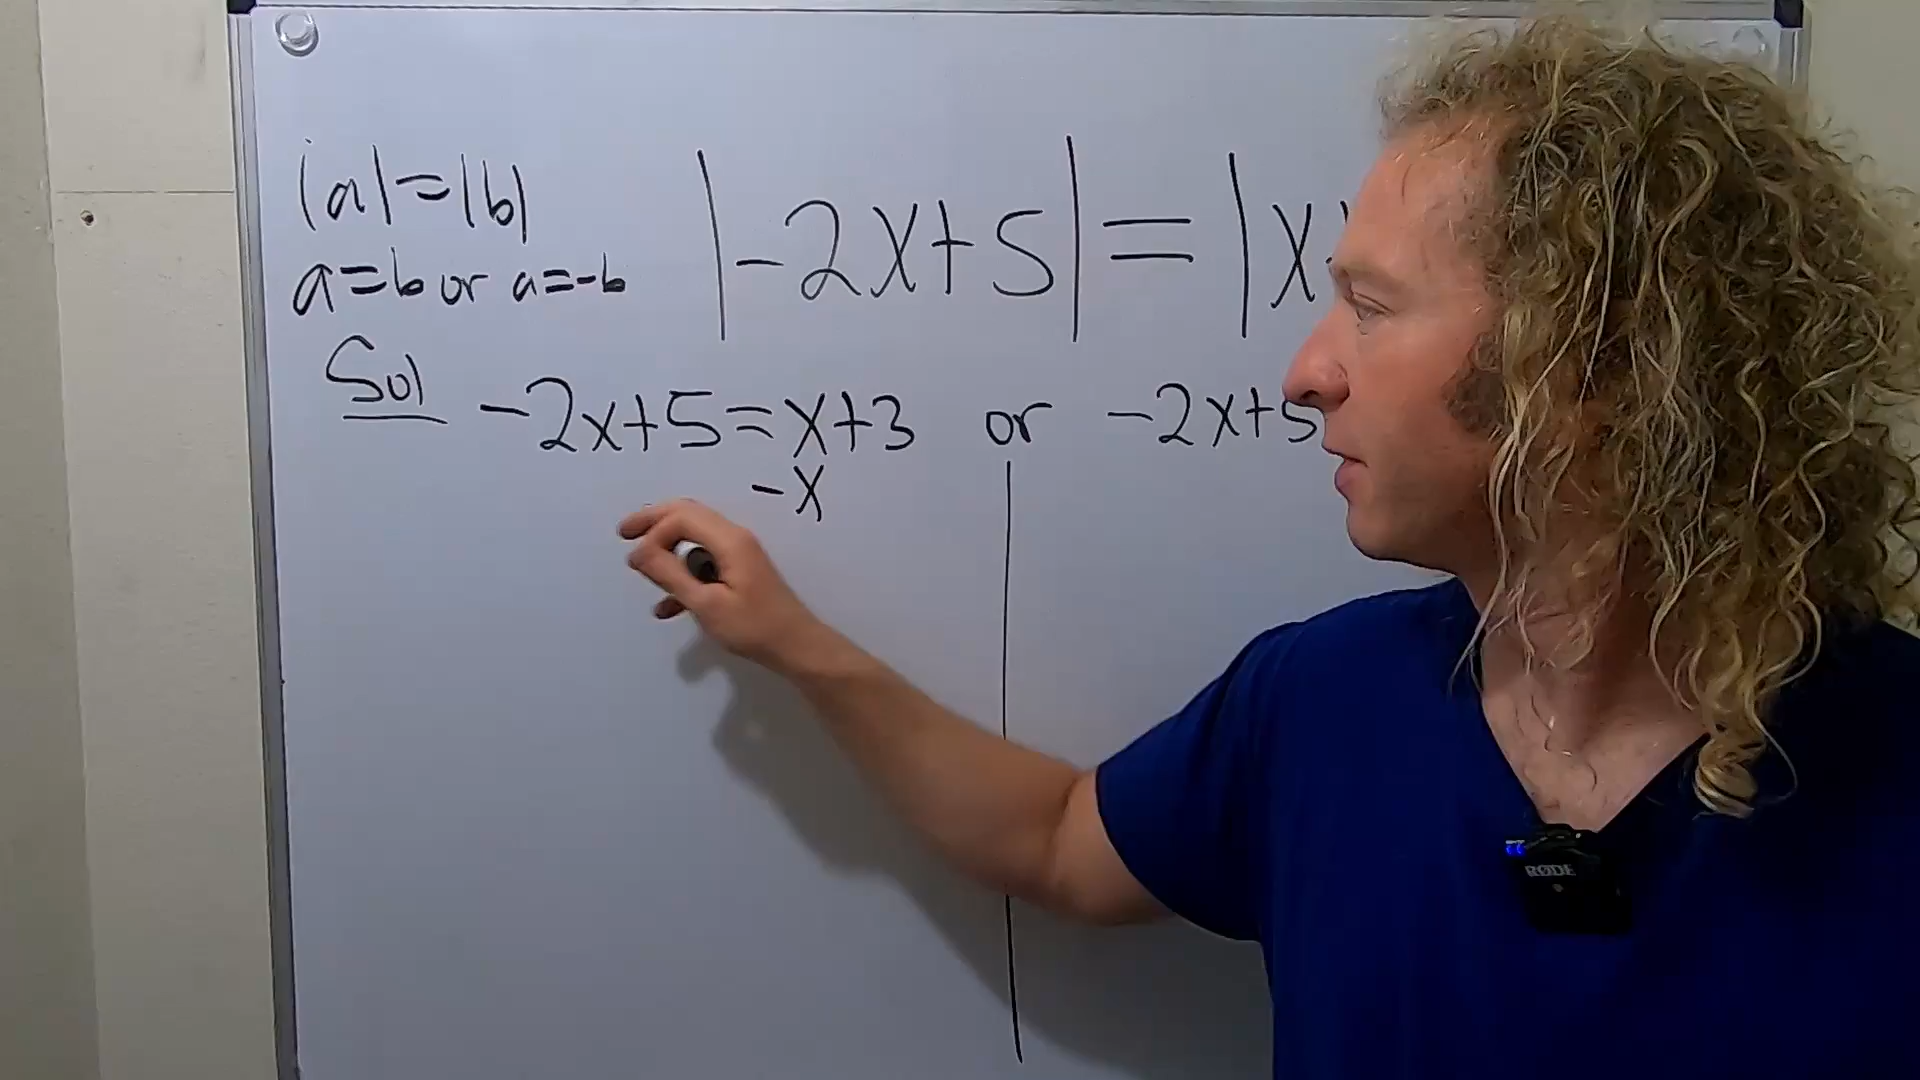 |a|=|b|
a=b or a=-b
|-2x+5|=|x+
Sol
-2x+5=x+3 or -2x+5
-x
RØDE